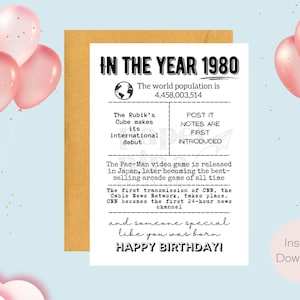 IN THE YEAR 1980
The world population is
4,458,003,514
The Rubik's
Cube makes
its
international
debut
POST IT
NOTES ARE
FIRST
INTRODUCED
The Pac-Man video game is released
in Japan, later becoming the best-
selling arcade game of all time
The first transmission of CNN, the
Cable News Network, takes place.
CNN becomes the first 24-hour news
channel
and someone special
like you was born
HAPPY BIRTHDAY!
Ins
Dow